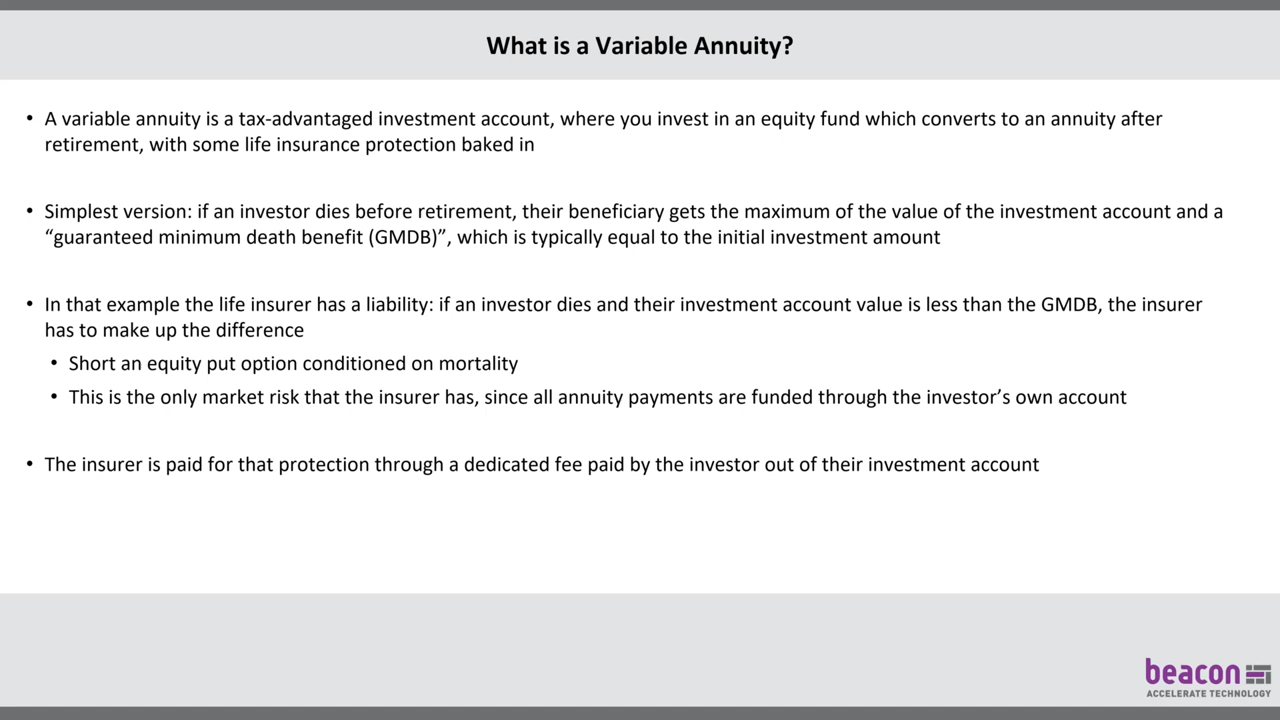 What is a Variable Annuity?
• A variable annuity is a tax-advantaged investment account, where you invest in an equity fund which converts to an annuity after
retirement, with some life insurance protection baked in
• Simplest version: if an investor dies before retirement, their beneficiary gets the maximum of the value of the investment account and a
“guaranteed minimum death benefit (GMDB)”, which is typically equal to the initial investment amount
• In that example the life insurer has a liability: if an investor dies and their investment account value is less than the GMDB, the insurer
has to make up the difference
• Short an equity put option conditioned on mortality
• This is the only market risk that the insurer has, since all annuity payments are funded through the investor’s own account
• The insurer is paid for that protection through a dedicated fee paid by the investor out of their investment account
beacon
ACCELERATE TECHNOLOGY